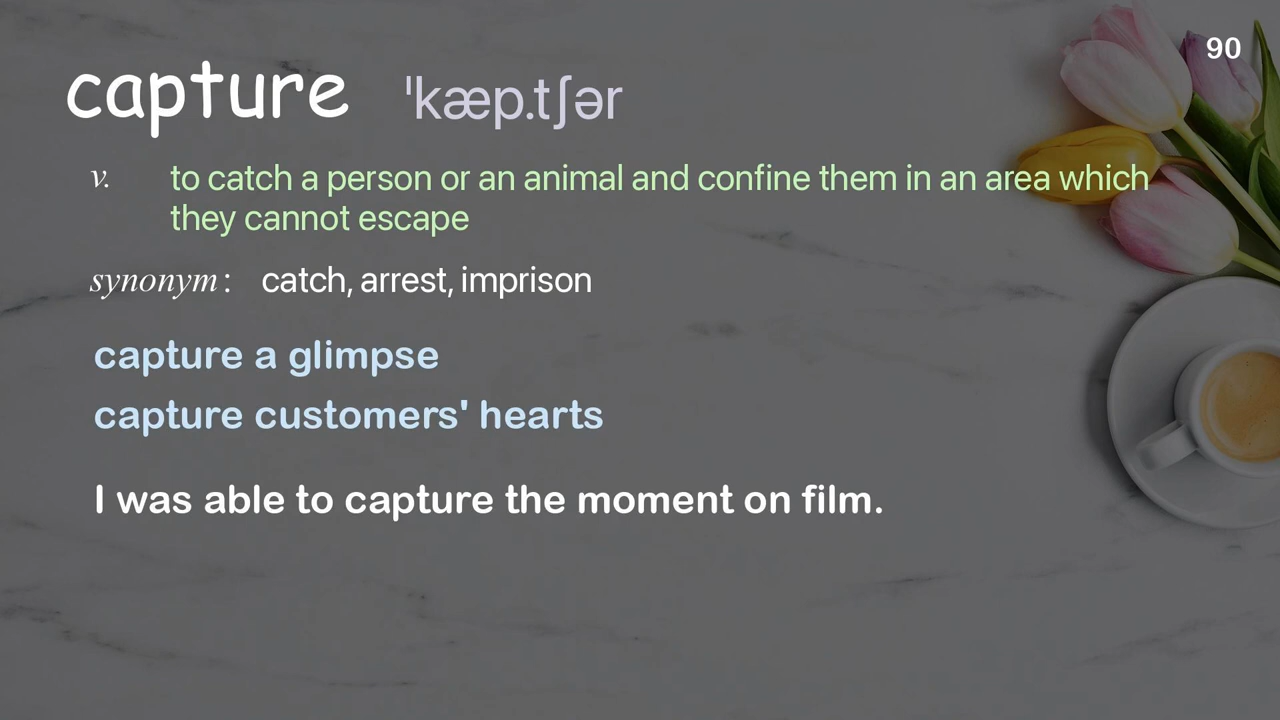 90
capture ˈkæp.tʃər
v. to catch a person or an animal and confine them in an area which
they cannot escape
synonym: catch, arrest, imprison
capture a glimpse
capture customers' hearts
I was able to capture the moment on film.